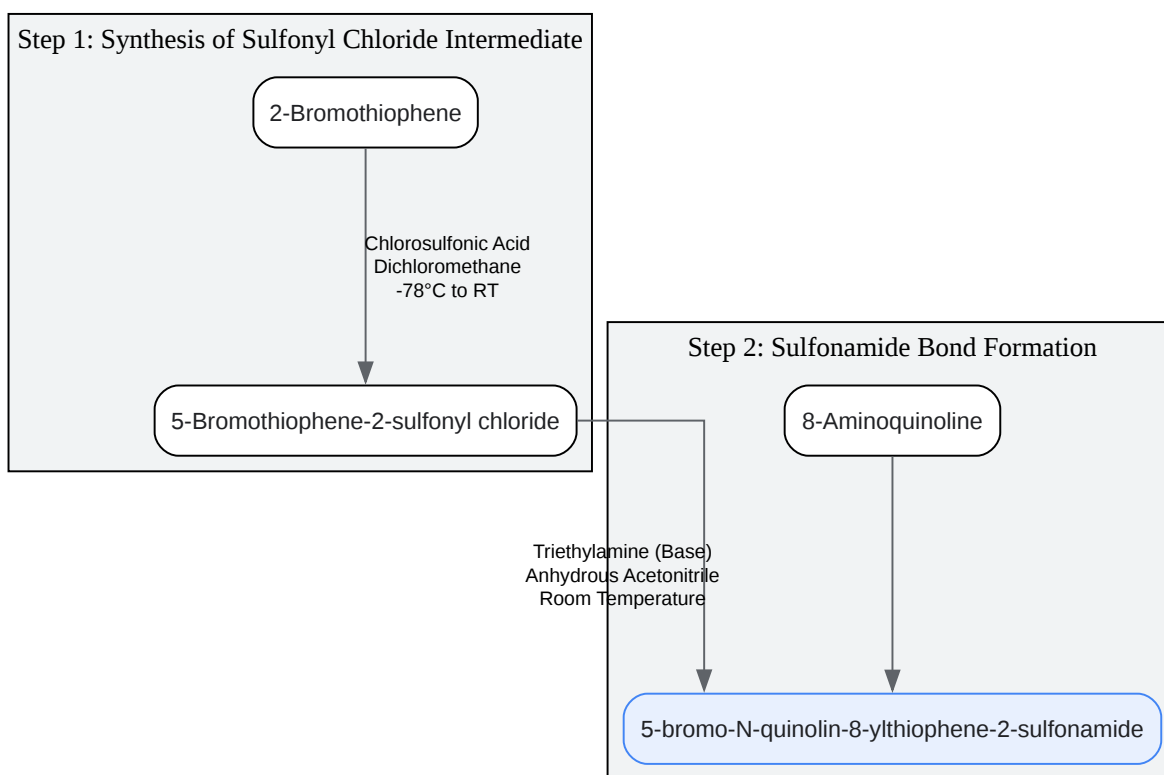 Step 1: Synthesis of Sulfonyl Chloride Intermediate
2-Bromothiophene
Chlorosulfonic Acid
Dichloromethane
-78°C to RT
5-Bromothiophene-2-sulfonyl chloride
Step 2: Sulfonamide Bond Formation
8-Aminoquinoline
Triethylamine (Base)
Anhydrous Acetonitrile
Room Temperature
5-bromo-N-quinolin-8-ylthiophene-2-sulfonamide